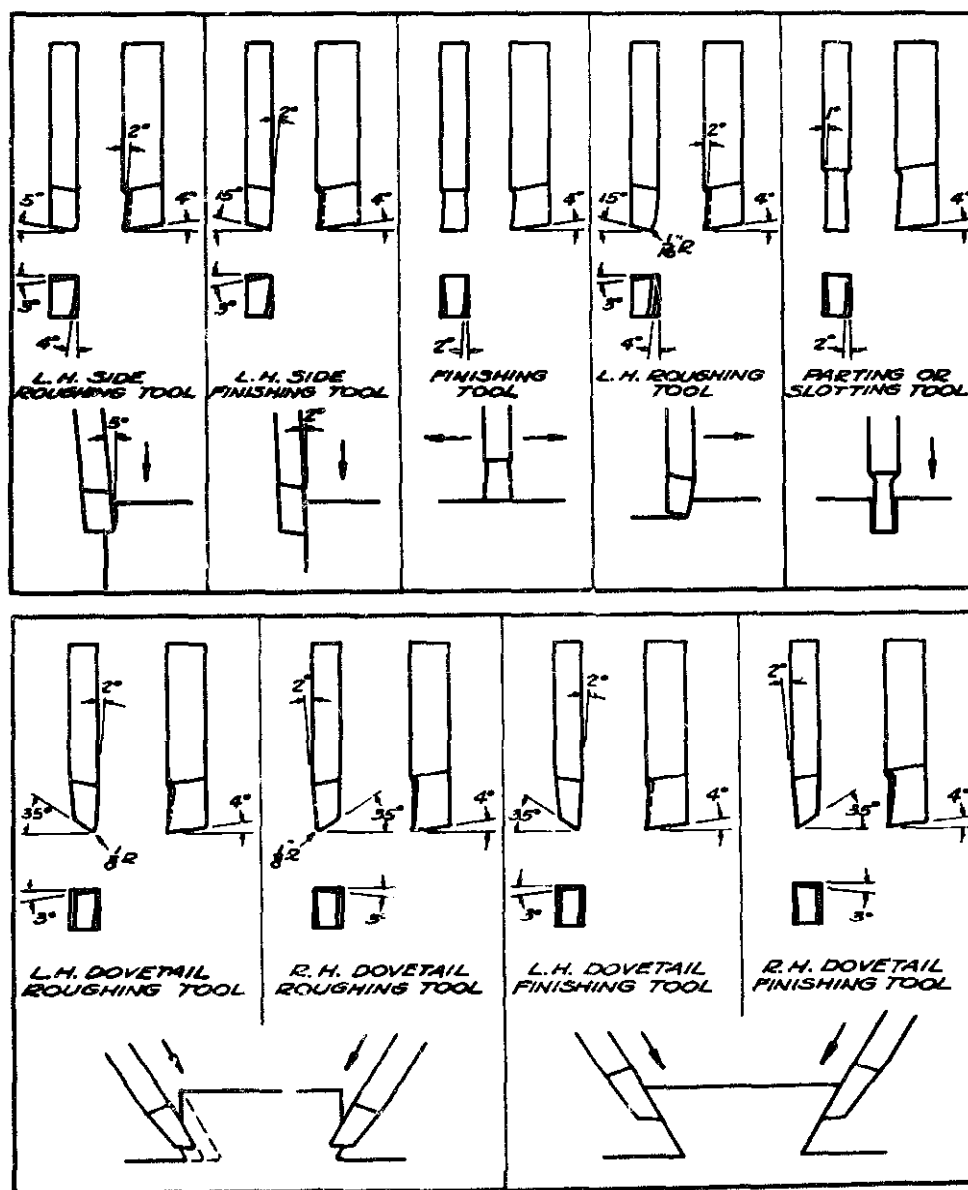 2°
5°
4°
3°
4°
L.H. SIDE
ROUGHING TOOL
5°
2°
15°
4°
3°
L.H. SIDE
FINISHING TOOL
2°
4°
2°
FINISHING
TOOL
2°
15°
4°
1/16" R
3°
4°
L.H. ROUGHING
TOOL
1°
4°
2°
PARTING OR
SLOTTING TOOL
2°
35°
4°
1/8" R
3°
L.H. DOVETAIL
ROUGHING TOOL
2°
35°
4°
1/8" R
3°
R.H. DOVETAIL
ROUGHING TOOL
2°
35°
4°
3°
L.H. DOVETAIL
FINISHING TOOL
2°
35°
4°
3°
R.H. DOVETAIL
FINISHING TOOL